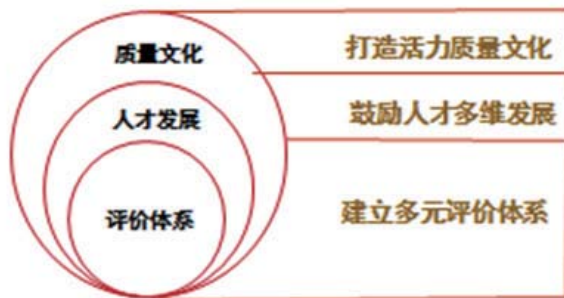 质量文化
打造活力质量文化
人才发展
鼓励人才多维发展
评价体系
建立多元评价体系